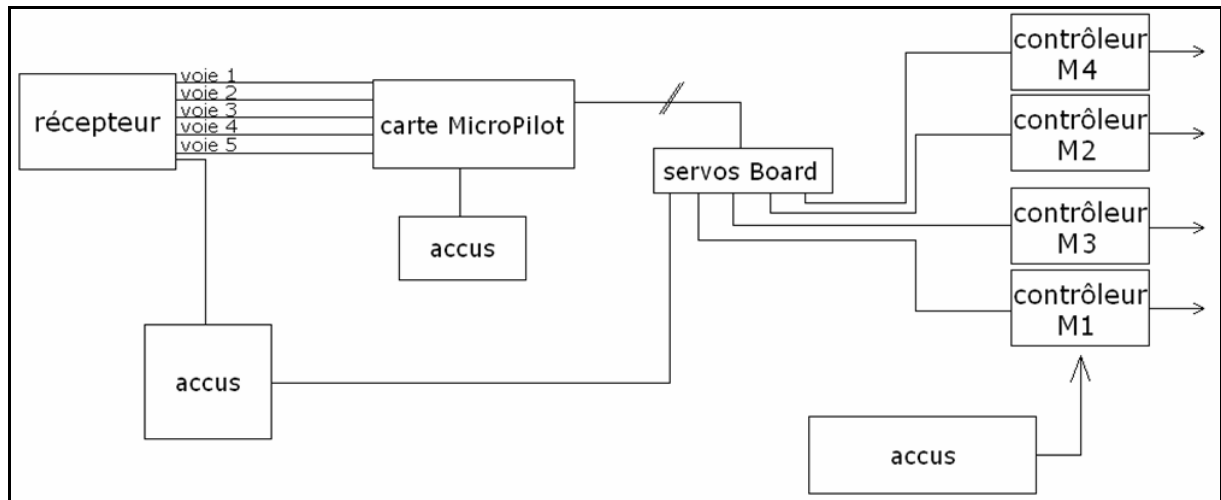 récepteur
voie 1
voie 2
voie 3
voie 4
voie 5
carte MicroPilot
accus
accus
servos Board
contrôleur
M4
contrôleur
M2
contrôleur
M3
contrôleur
M1
accus